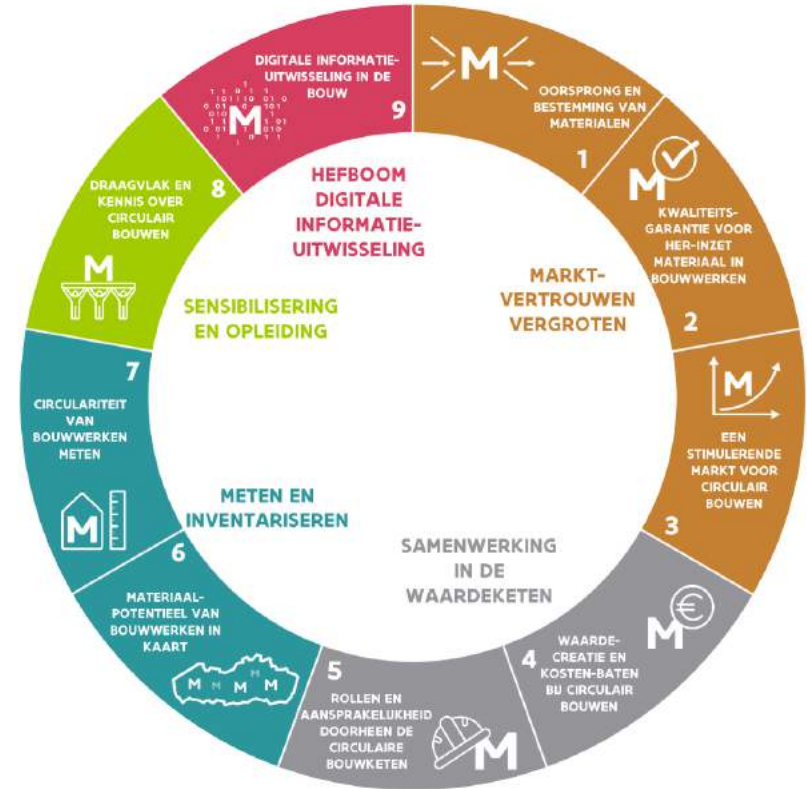 M
OORSPRONG EN
BESTEMMING VAN
MATERIALEN
1
M
KWALITEITS-
GARANTIE VOOR
HER-INZET
MATERIAAL IN
BOUWWERKEN
2
M
EEN
STIMULERENDE
MARKT VOOR
CIRCULAIR
BOUWEN
3
€
M
WAARDE-
CREATIE EN
KOSTEN-BATEN
BIJ CIRCULAIR
BOUWEN
4
5
ROLLEN EN
AANSPRAKELIJKHEID
DOORHEEN DE
CIRCULAIRE
BOUWKETEN
M
6
MATERIAAL-
POTENTIEEL VAN
BOUWWERKEN IN
KAART
M M M M M
7
CIRCULARITEIT
VAN
BOUWWERKEN
METEN
M
8
DRAAGVLAK EN
KENNIS OVER
CIRCULAIR
BOUWEN
M
DIGITALE INFORMATIE-
UITWISSELING IN DE
BOUW
9
M
HEFBOOM
DIGITALE
INFORMATIE-
UITWISSELING
MARKT-
VERTROUWEN
VERGROTEN
SENSIBILISERING
EN OPLEIDING
METEN EN
INVENTARISEREN
SAMENWERKING
IN DE
WAARDEKETEN